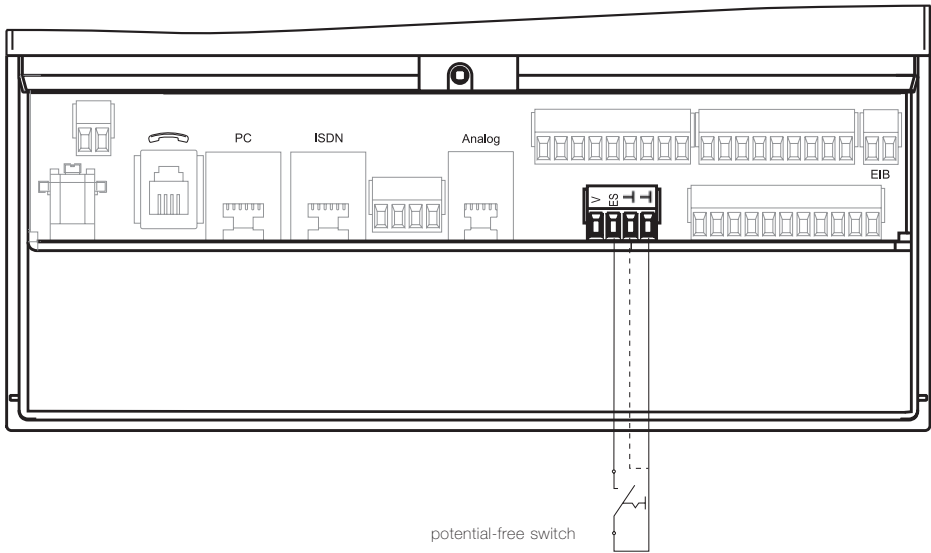 PC
ISDN
Analog
EIB
V
ES
⊥
⊥
potential-free switch